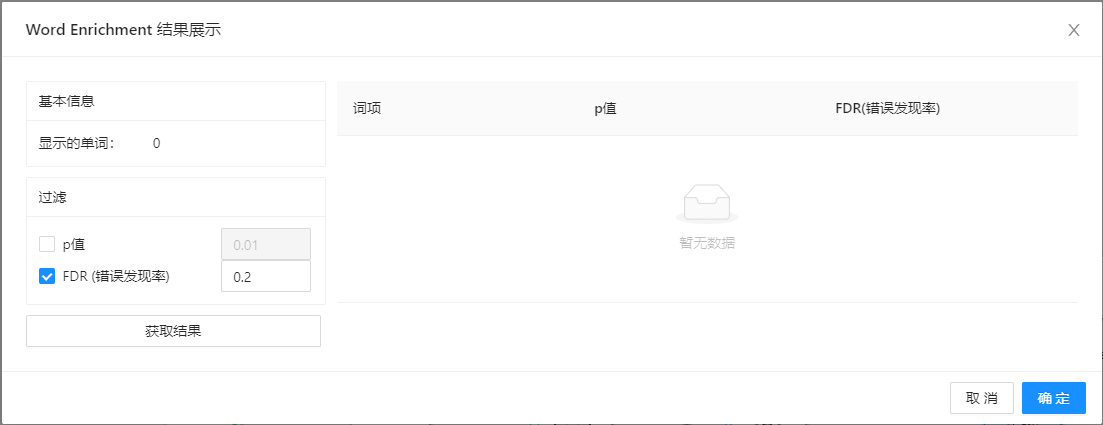 Word Enrichment 结果展示
基本信息
显示的单词： 0
过滤
p值 0.01
FDR (错误发现率) 0.2
获取结果
词项 p值 FDR(错误发现率)
暂无数据
取 消 确 定